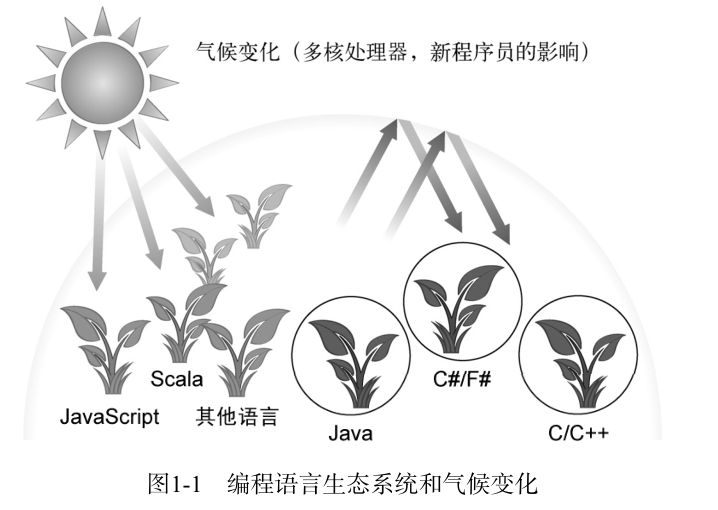 气候变化（多核处理器，新程序员的影响）
Scala
C#/F#
JavaScript
其他语言
Java
C/C++
图1-1 编程语言生态系统和气候变化